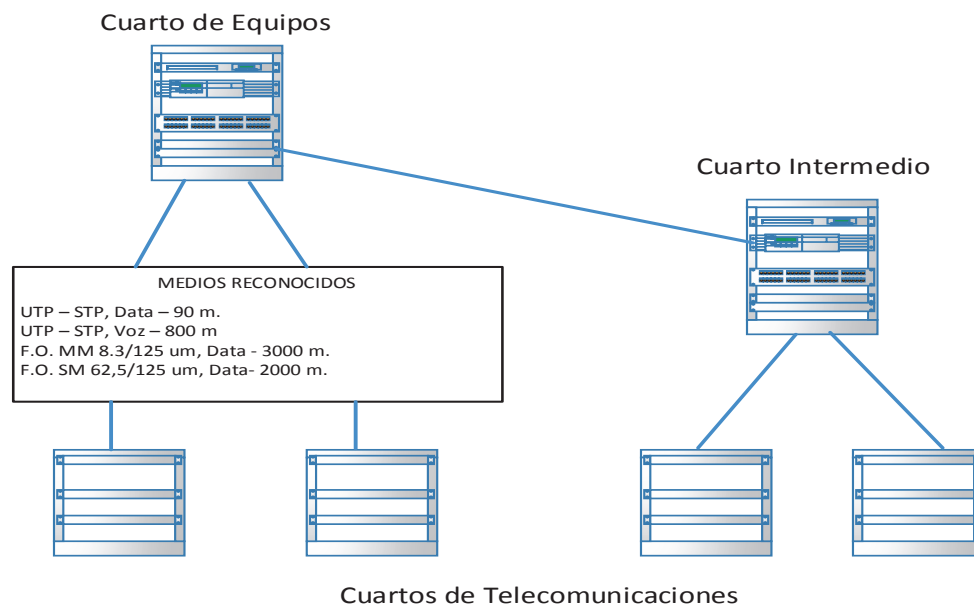 Cuarto de Equipos
Cuarto Intermedio
MEDIOS RECONOCIDOS
UTP – STP, Data – 90 m.
UTP – STP, Voz – 800 m
F.O. MM 8.3/125 um, Data - 3000 m.
F.O. SM 62,5/125 um, Data- 2000 m.
Cuartos de Telecomunicaciones